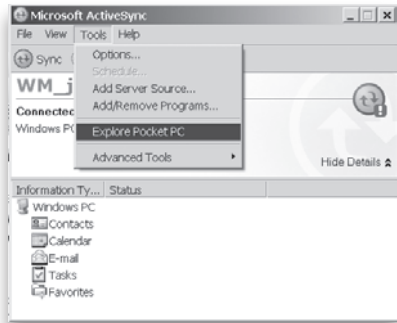 Microsoft ActiveSync
File View Tools Help
Sync
Options...
Schedule...
Add Server Source...
Add/Remove Programs...
Explore Pocket PC
Advanced Tools
WM_j
Connected
Windows PC
Hide Details
Information Ty... Status
Windows PC
Contacts
Calendar
E-mail
Tasks
Favorites